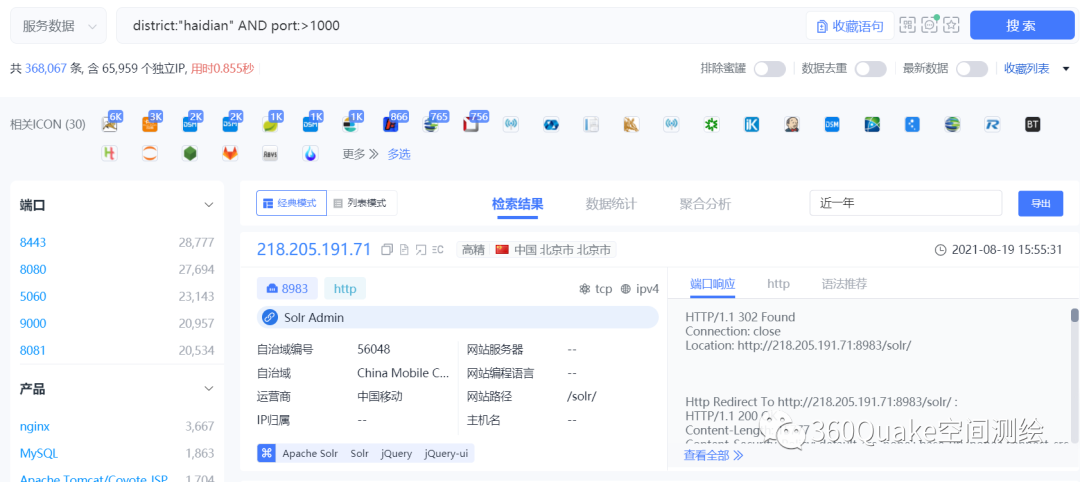 服务数据 district:"haidian" AND port:>1000 收藏语句 搜 索
共 368,067 条, 含 65,959 个独立IP, 用时0.855秒 排除蜜罐 数据去重 最新数据 收藏列表
相关ICON (30) 6K 3K 2K 2K 1K 1K 1K 866 765 756
更多 多选
端口
8443 28,777
8080 27,694
5060 23,143
9000 20,957
8081 20,534
产品
nginx 3,667
MySQL 1,863
Apache Tomcat/Coyote JSP 1,704
经典模式 列表模式 检索结果 数据统计 聚合分析 近一年 导出
218.205.191.71 高精 中国 北京市 北京市 2021-08-19 15:55:31
8983 http tcp ipv4
Solr Admin
自治域编号 56048 网站服务器 --
自治域 China Mobile C... 网站编程语言 --
运营商 中国移动 网站路径 /solr/
IP归属 -- 主机名 --
Apache Solr Solr jQuery jQuery-ui
端口响应 http 语法推荐
HTTP/1.1 302 Found
Connection: close
Location: http://218.205.191.71:8983/solr/
Http Redirect To http://218.205.191.71:8983/solr/ :
HTTP/1.1 200
Content-Leng
查看全部
360Quake空间测绘